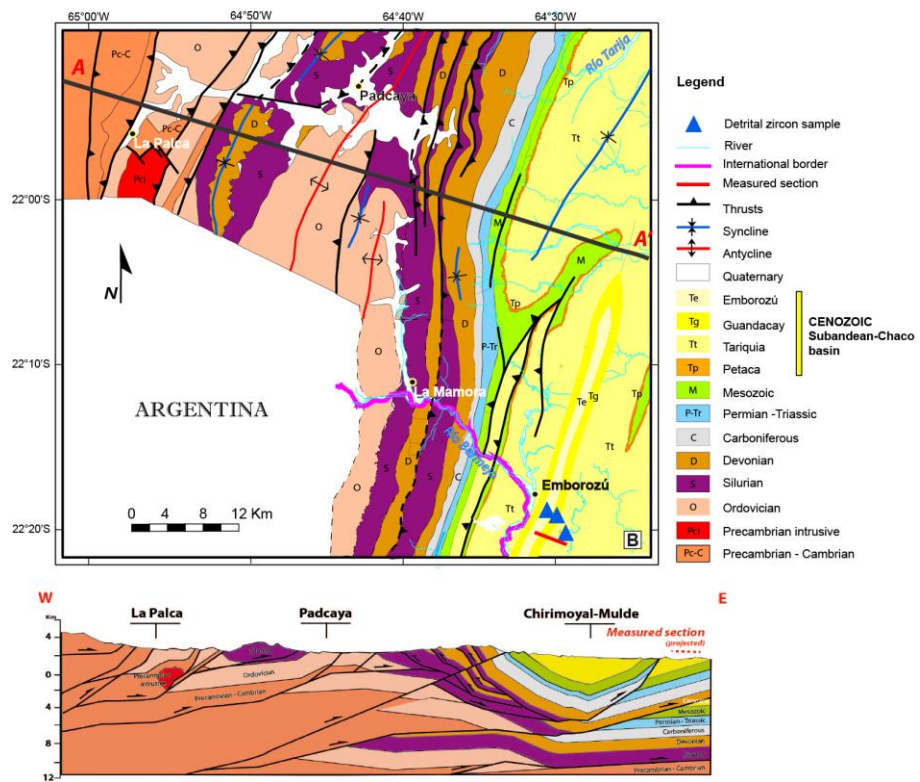 65°00'W 64°50'W 64°40'W 64°30'W
Pc-C
O
S
D
D
C
Tp
Río Tarija
A
Padcaya
Pc-C
La Palca
D
Tt
Pci
S
22°00'S
O
S
M
A'
M
N
D
Tp
P-Tr
22°10'S
O
La Mamora
Te
Tg
Tp
ARGENTINA
Río Bermejo
Tt
S
D
S
C
Emborozú
0 4 8 12 Km
O
Tt
22°20'S
B
Legend
Detrital zircon sample
River
International border
Measured section
Thrusts
Syncline
Antycline
Quaternary
Te Emborozú
Tg Guandacay
Tt Tariquia
Tp Petaca
CENOZOIC
Subandean-Chaco
basin
M Mesozoic
P-Tr Permian -Triassic
C Carboniferous
D Devonian
S Silurian
O Ordovician
Pci Precambrian intrusive
Pc-C Precambrian - Cambrian
W E
La Palca Padcaya Chirimoyal-Mulde
Measured section
(projected)
Km
4
0
4
8
12
Precambrian
intrusive
Ordovician
Precambrian - Cambrian
Mesozoic
Permian - Triassic
Carboniferous
Devonian
Precambrian - Cambrian